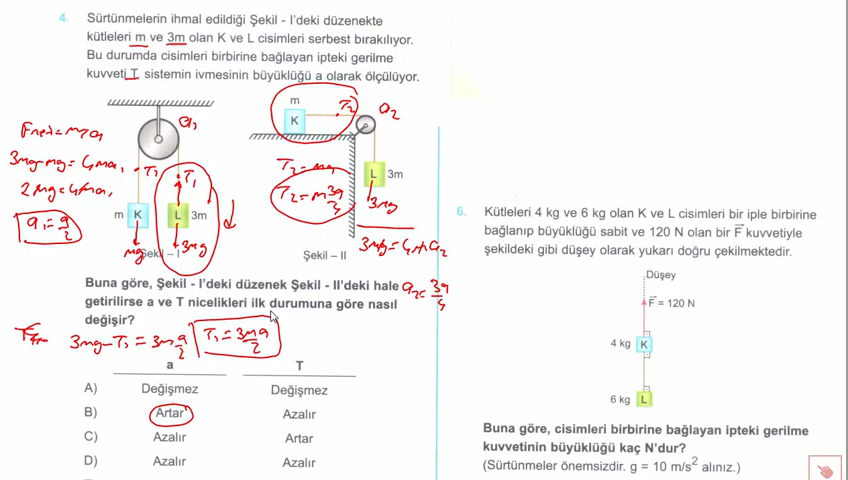 4.
Sürtünmelerin ihmal edildiği Şekil - I'deki düzenekte
kütleleri m ve 3m olan K ve L cisimleri serbest bırakılıyor.
Bu durumda cisimleri birbirine bağlayan ipteki gerilme
kuvveti T sistemin ivmesinin büyüklüğü a olarak ölçülüyor.
a₁
Fnet=m·a
3mg-mg=4ma₁
2mg=4ma₁
a₁=g/2
T₁
T₁
m K
L 3m
mg
3mg
Şekil – I
m
K
T₂
a₂
L 3m
3mg
T₂=m3g/4
3mg=4m·a₂
a₂=3g/4
Şekil – II
Buna göre, Şekil - I'deki düzenek Şekil - II'deki hale
getirilirse a ve T nicelikleri ilk durumuna göre nasıl
değişir?
3mg-T₁=3mg/2
T₁=3mg/2
a T
A) Değişmez Değişmez
B) Artar Azalır
C) Azalır Artar
D) Azalır Azalır
6.
Kütleleri 4 kg ve 6 kg olan K ve L cisimleri bir iple birbirine
bağlanıp büyüklüğü sabit ve 120 N olan bir F kuvvetiyle
şekildeki gibi düşey olarak yukarı doğru çekilmektedir.
Düşey
F = 120 N
4 kg K
6 kg L
Buna göre, cisimleri birbirine bağlayan ipteki gerilme
kuvvetinin büyüklüğü kaç N'dur?
(Sürtünmeler önemsizdir. g = 10 m/s² alınız.)